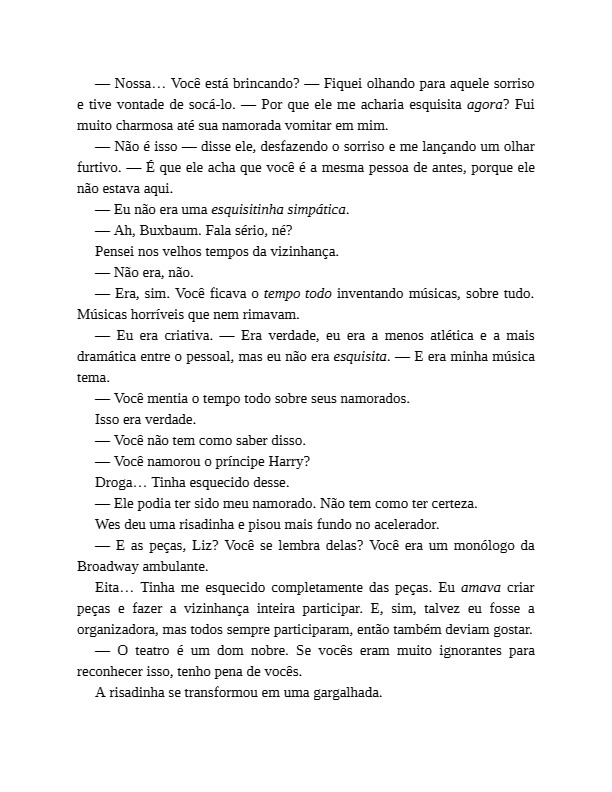 — Nossa… Você está brincando? — Fiquei olhando para aquele sorriso
e tive vontade de socá-lo. — Por que ele me acharia esquisita agora? Fui
muito charmosa até sua namorada vomitar em mim.
— Não é isso — disse ele, desfazendo o sorriso e me lançando um olhar
furtivo. — É que ele acha que você é a mesma pessoa de antes, porque ele
não estava aqui.
— Eu não era uma esquisitinha simpática.
— Ah, Buxbaum. Fala sério, né?
Pensei nos velhos tempos da vizinhança.
— Não era, não.
— Era, sim. Você ficava o tempo todo inventando músicas, sobre tudo.
Músicas horríveis que nem rimavam.
— Eu era criativa. — Era verdade, eu era a menos atlética e a mais
dramática entre o pessoal, mas eu não era esquisita. — E era minha música
tema.
— Você mentia o tempo todo sobre seus namorados.
Isso era verdade.
— Você não tem como saber disso.
— Você namorou o príncipe Harry?
Droga… Tinha esquecido desse.
— Ele podia ter sido meu namorado. Não tem como ter certeza.
Wes deu uma risadinha e pisou mais fundo no acelerador.
— E as peças, Liz? Você se lembra delas? Você era um monólogo da
Broadway ambulante.
Eita… Tinha me esquecido completamente das peças. Eu amava criar
peças e fazer a vizinhança inteira participar. E, sim, talvez eu fosse a
organizadora, mas todos sempre participaram, então também deviam gostar.
— O teatro é um dom nobre. Se vocês eram muito ignorantes para
reconhecer isso, tenho pena de vocês.
A risadinha se transformou em uma gargalhada.